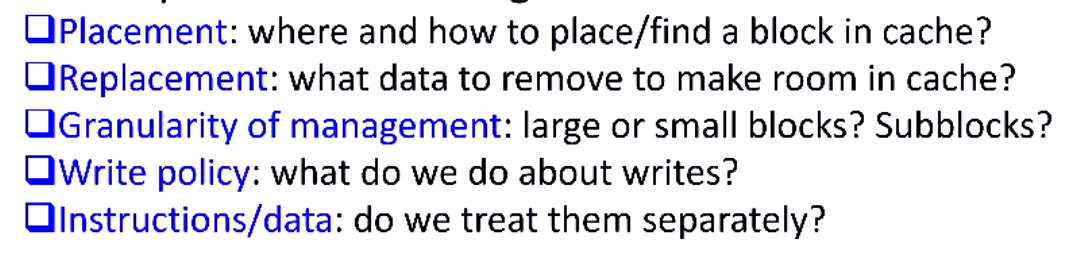 ❑Placement: where and how to place/find a block in cache?
❑Replacement: what data to remove to make room in cache?
❑Granularity of management: large or small blocks? Subblocks?
❑Write policy: what do we do about writes?
❑Instructions/data: do we treat them separately?